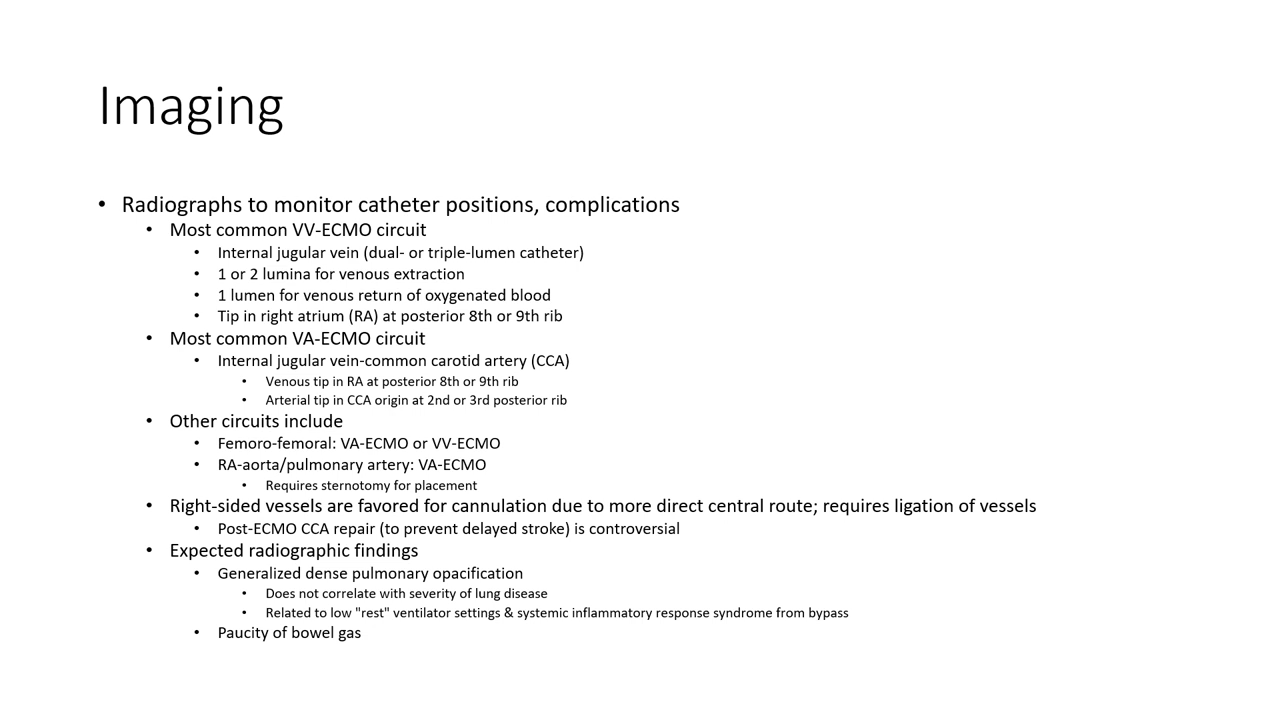 Imaging
• Radiographs to monitor catheter positions, complications
• Most common VV-ECMO circuit
• Internal jugular vein (dual- or triple-lumen catheter)
• 1 or 2 lumina for venous extraction
• 1 lumen for venous return of oxygenated blood
• Tip in right atrium (RA) at posterior 8th or 9th rib
• Most common VA-ECMO circuit
• Internal jugular vein-common carotid artery (CCA)
• Venous tip in RA at posterior 8th or 9th rib
• Arterial tip in CCA origin at 2nd or 3rd posterior rib
• Other circuits include
• Femoro-femoral: VA-ECMO or VV-ECMO
• RA-aorta/pulmonary artery: VA-ECMO
• Requires sternotomy for placement
• Right-sided vessels are favored for cannulation due to more direct central route; requires ligation of vessels
• Post-ECMO CCA repair (to prevent delayed stroke) is controversial
• Expected radiographic findings
• Generalized dense pulmonary opacification
• Does not correlate with severity of lung disease
• Related to low "rest" ventilator settings & systemic inflammatory response syndrome from bypass
• Paucity of bowel gas